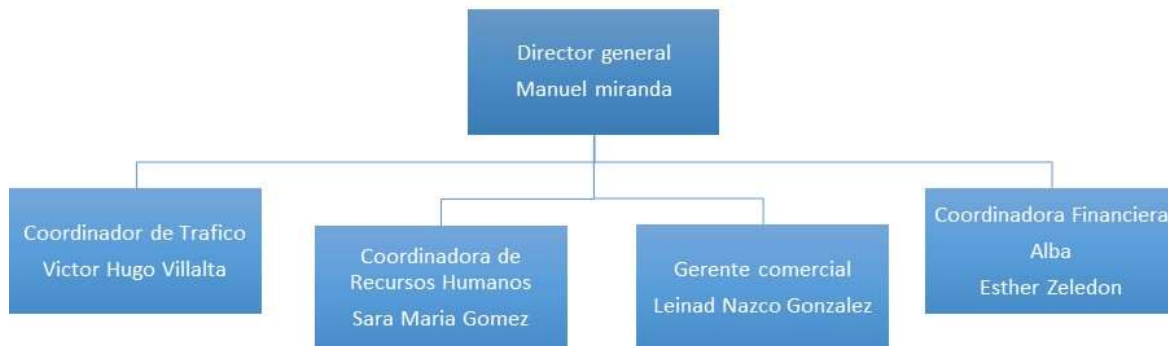 Director general
Manuel miranda
Coordinador de Trafico
Victor Hugo Villalta
Coordinadora de
Recursos Humanos
Sara Maria Gomez
Gerente comercial
Leinad Nazco Gonzalez
Coordinadora Financiera
Alba
Esther Zeledon